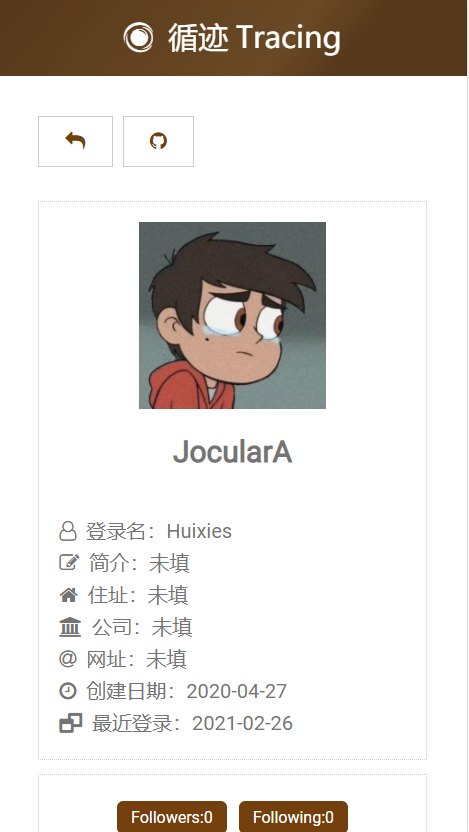 循迹 Tracing
JocularA
登录名：Huixies
简介：未填
住址：未填
公司：未填
@ 网址：未填
创建日期：2020-04-27
最近登录：2021-02-26
Followers:0 Following:0